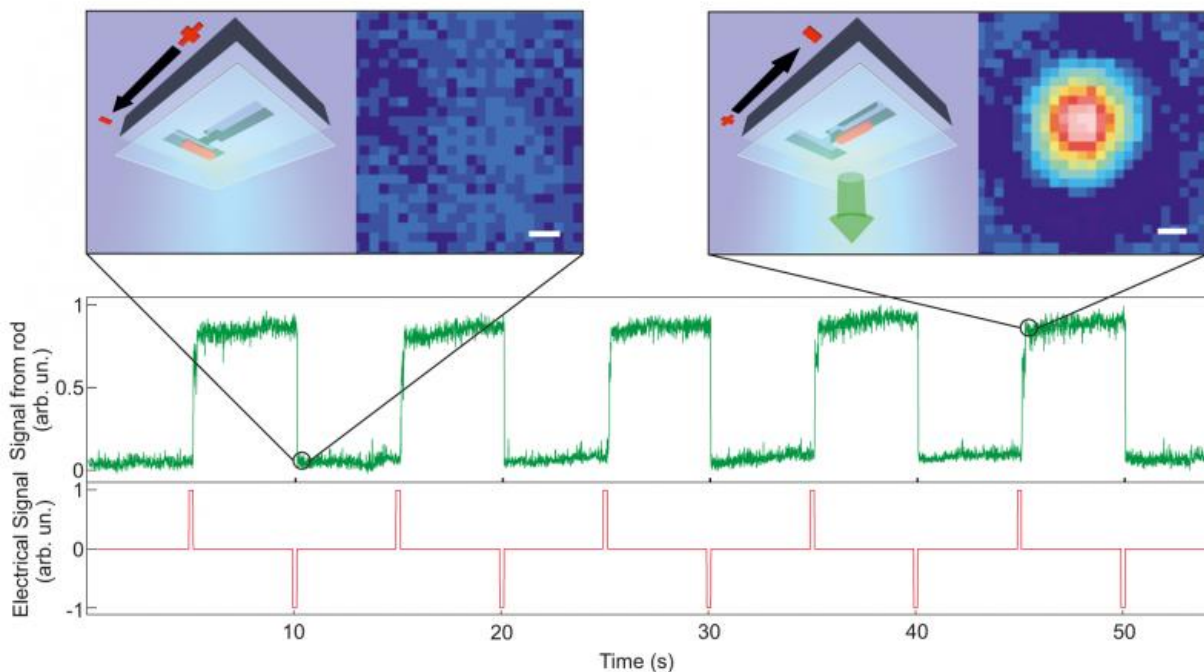 1
0.5
0
Signal from rod
(arb. un.)
1
0
-1
Electrical Signal
(arb. un.)
10
20
30
40
50
Time (s)